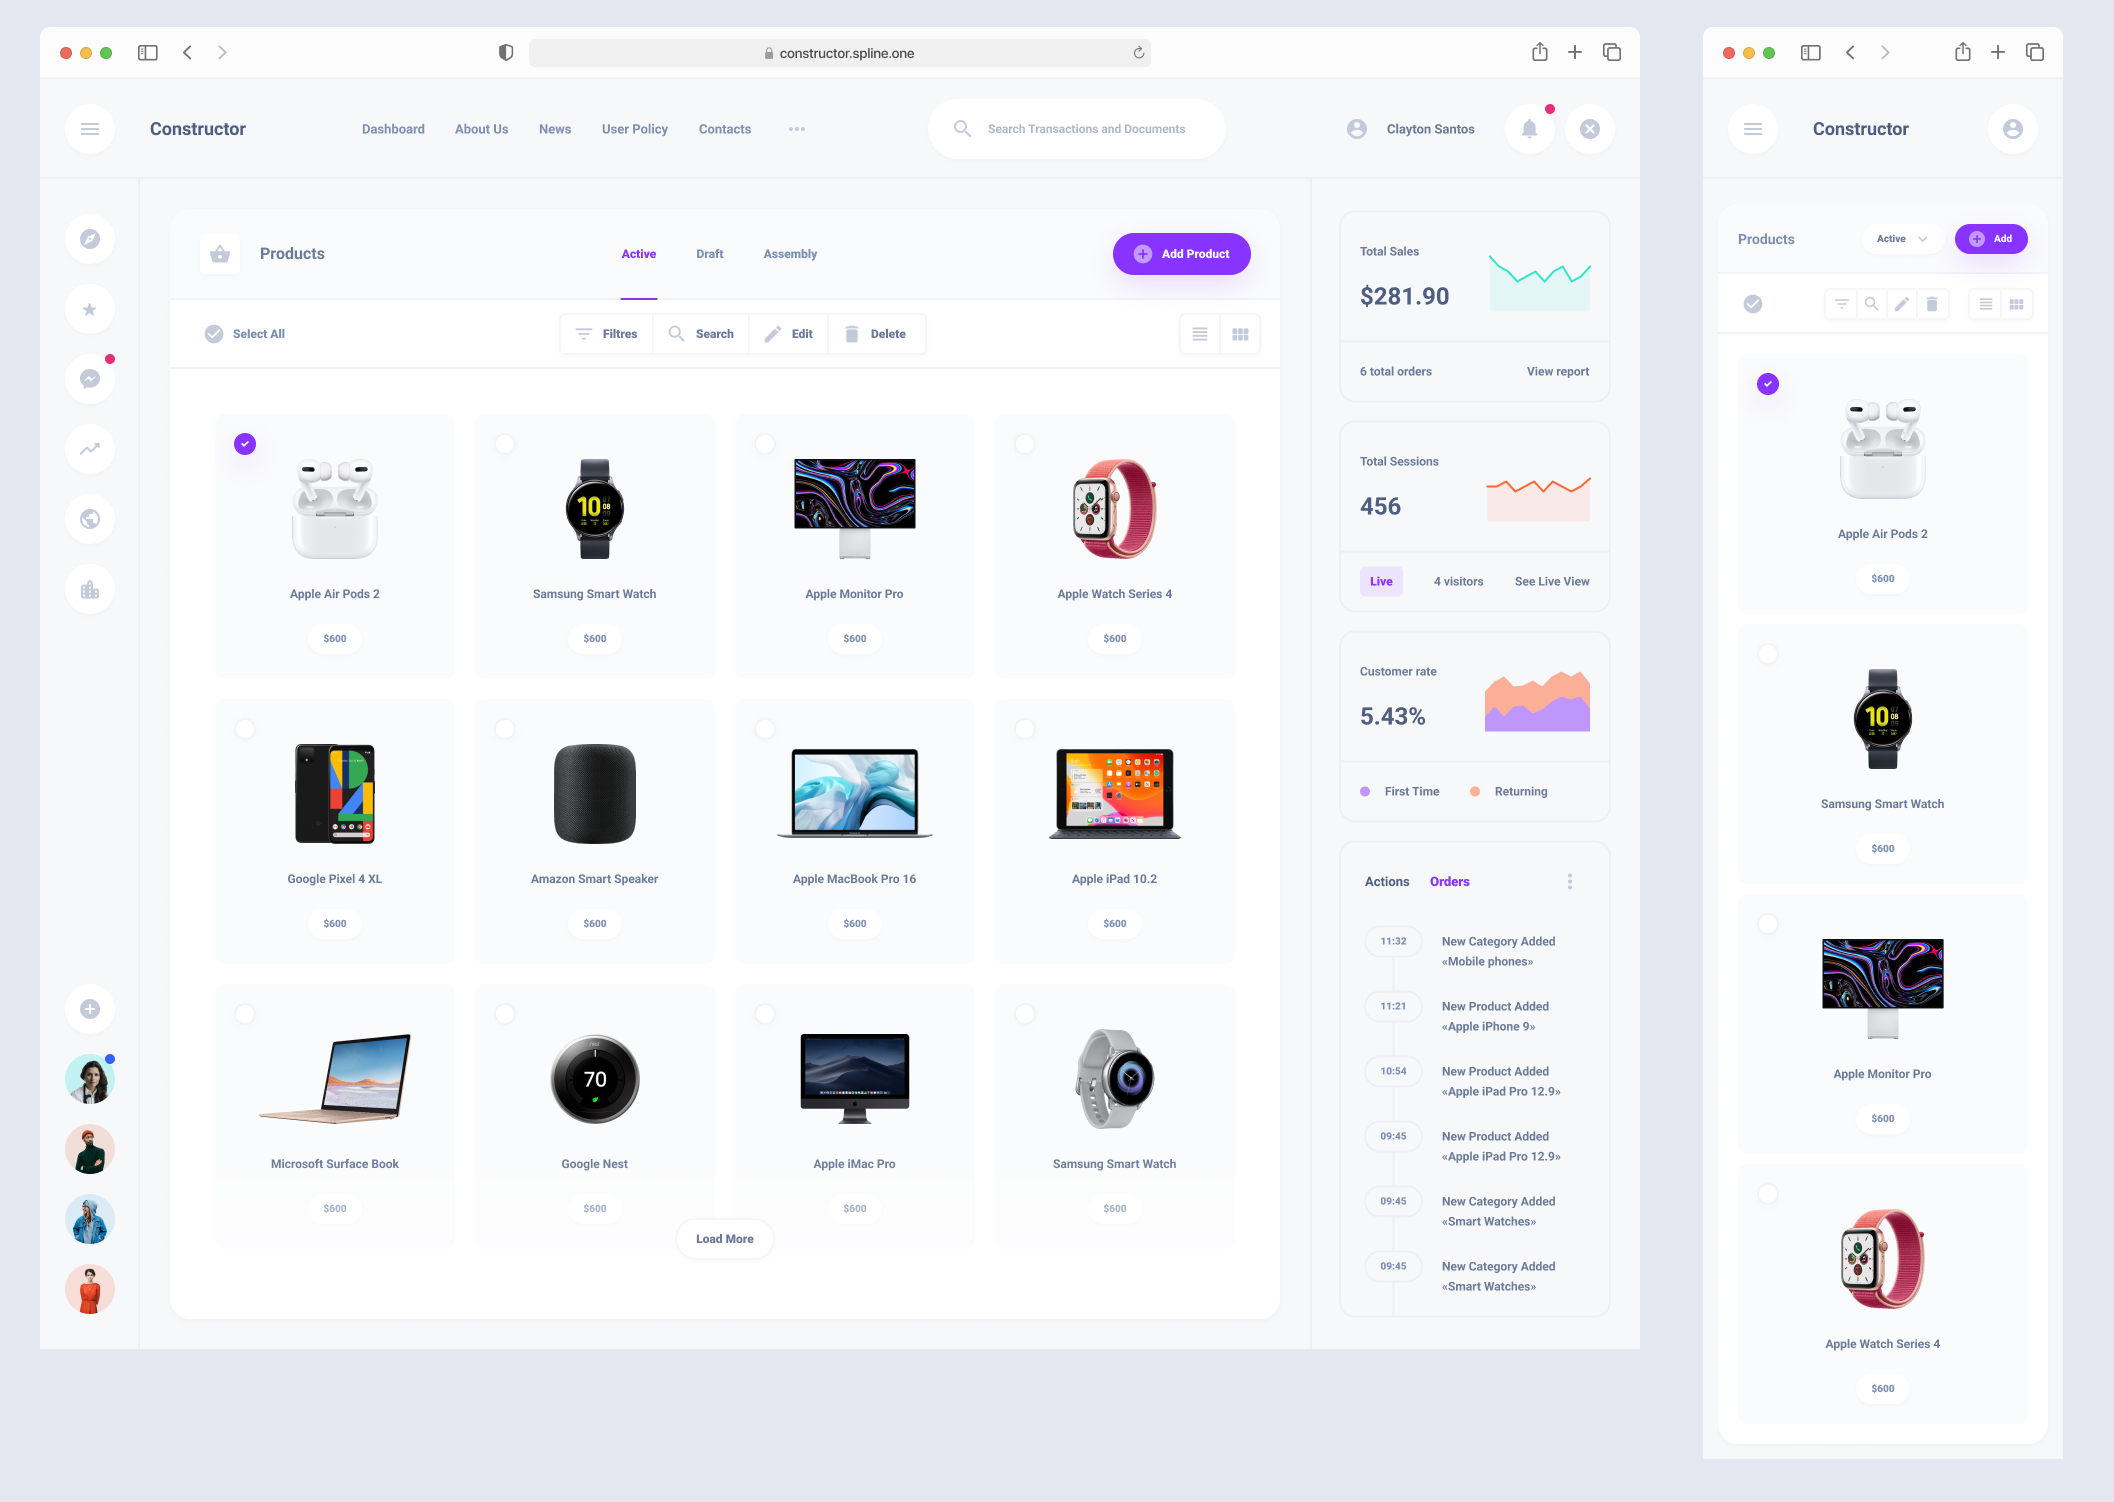 constructor.spline.one
Constructor
Dashboard
About Us
News
User Policy
Contacts
Search Transactions and Documents
Clayton Santos
Products
Active
Draft
Assembly
Add Product
Select All
Filtres
Search
Edit
Delete
Apple Air Pods 2
$600
Samsung Smart Watch
$600
Apple Monitor Pro
$600
Apple Watch Series 4
$600
Google Pixel 4 XL
$600
Amazon Smart Speaker
$600
Apple MacBook Pro 16
$600
Apple iPad 10.2
$600
Microsoft Surface Book
$600
70
Google Nest
$600
Apple iMac Pro
$600
Samsung Smart Watch
$600
Load More
Total Sales
$281.90
6 total orders
View report
Total Sessions
456
Live
4 visitors
See Live View
Customer rate
5.43%
First Time
Returning
Actions
Orders
11:32
New Category Added
«Mobile phones»
11:21
New Product Added
«Apple iPhone 9»
10:54
New Product Added
«Apple iPad Pro 12.9»
09:45
New Product Added
«Apple iPad Pro 12.9»
09:45
New Category Added
«Smart Watches»
09:45
New Category Added
«Smart Watches»
Constructor
Products
Active
Add
Apple Air Pods 2
$600
10
08
Samsung Smart Watch
$600
Apple Monitor Pro
$600
Apple Watch Series 4
$600